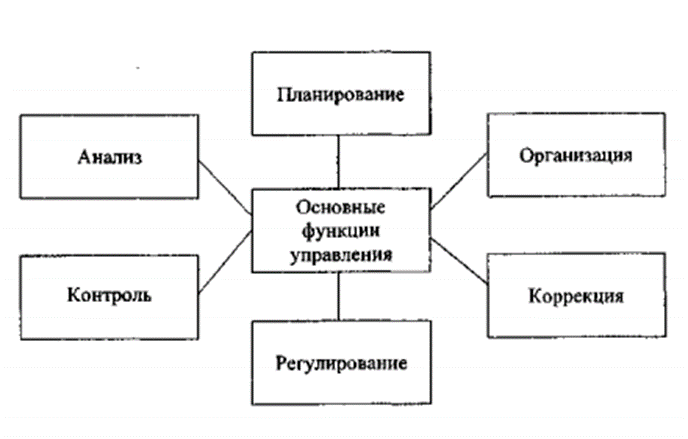 Планирование
Анализ
Организация
Основные
функции
управления
Контроль
Коррекция
Регулирование